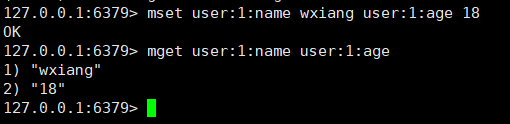 127.0.0.1:6379> mset user:1:name wxiang user:1:age 18
OK
127.0.0.1:6379> mget user:1:name user:1:age
1) "wxiang"
2) "18"
127.0.0.1:6379>